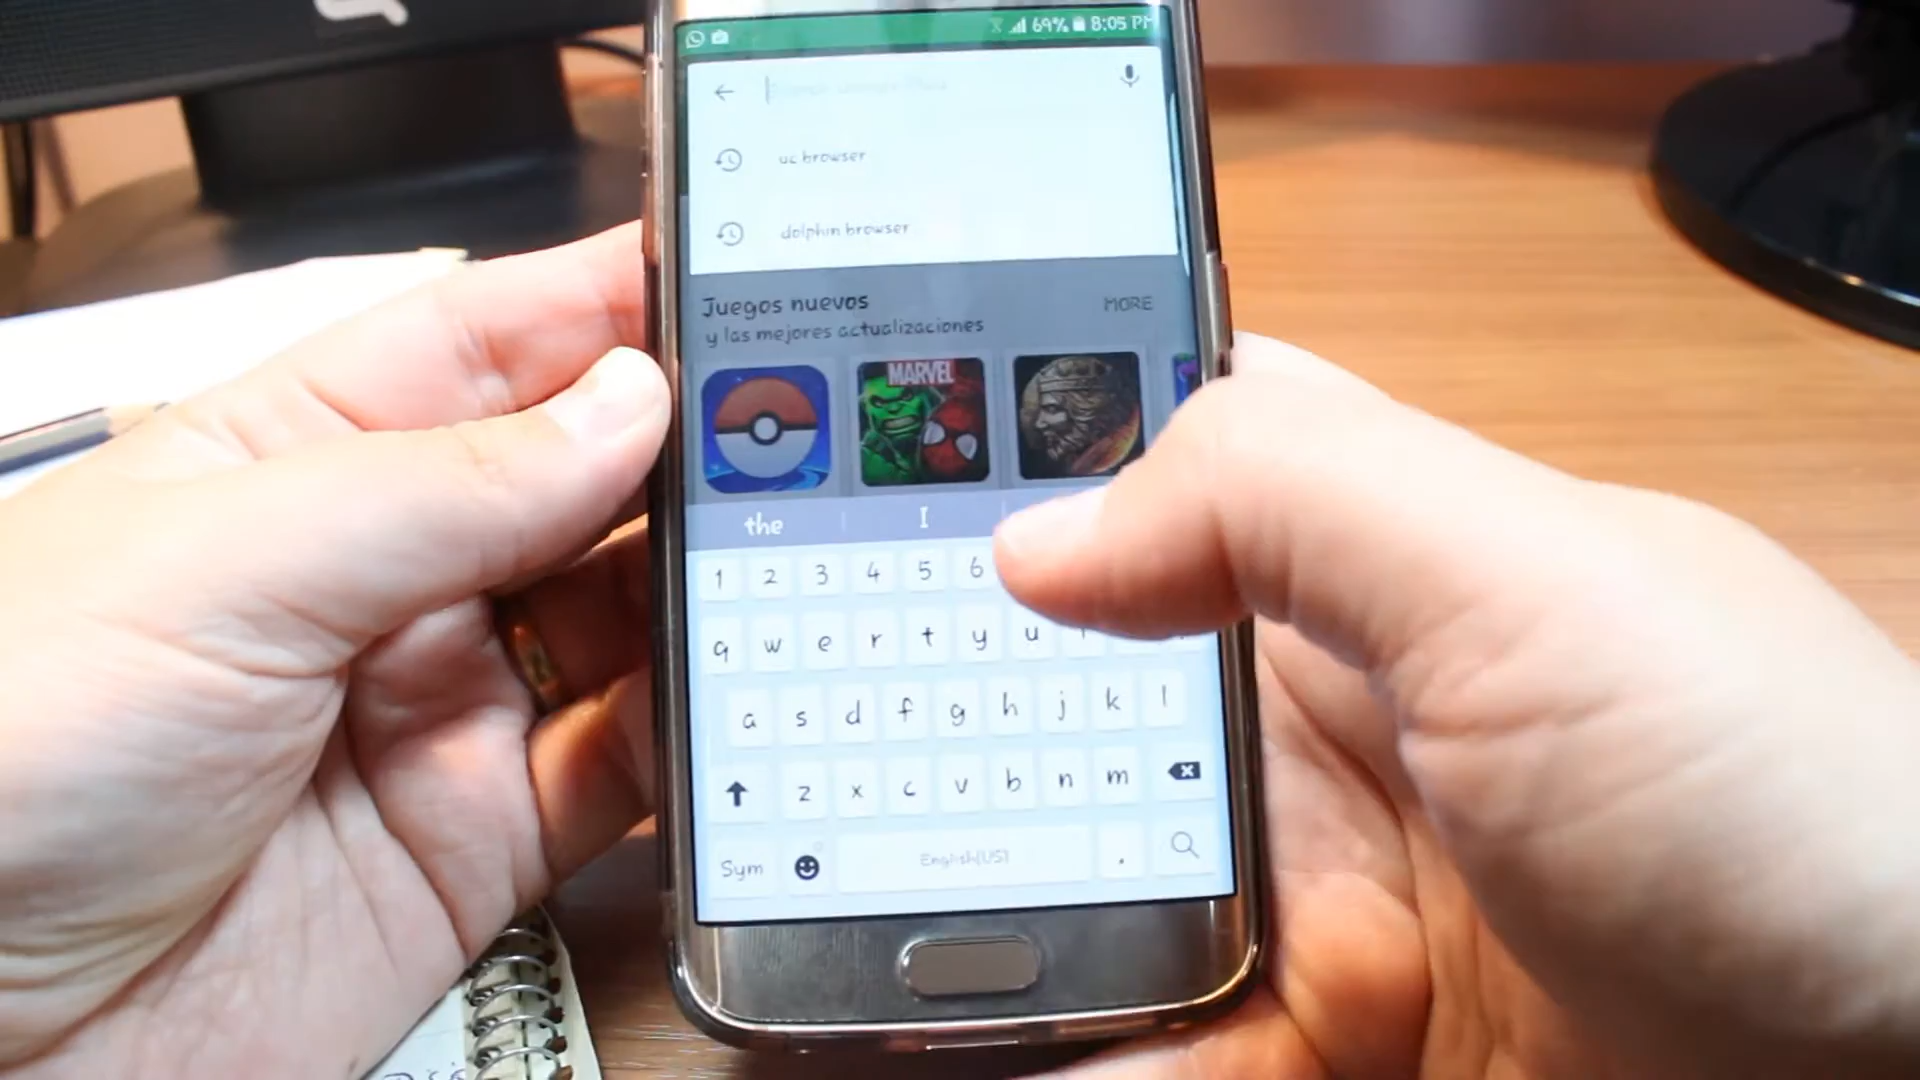 69% 8:05 PM
uc browser
dolphin browser
Juegos nuevos
MORE
y las mejores actualizaciones
MARVEL
the I
1 2 3 4 5 6
q w e r t y u
a s d f g h j k l
z x c v b n m
Sym English(US) .